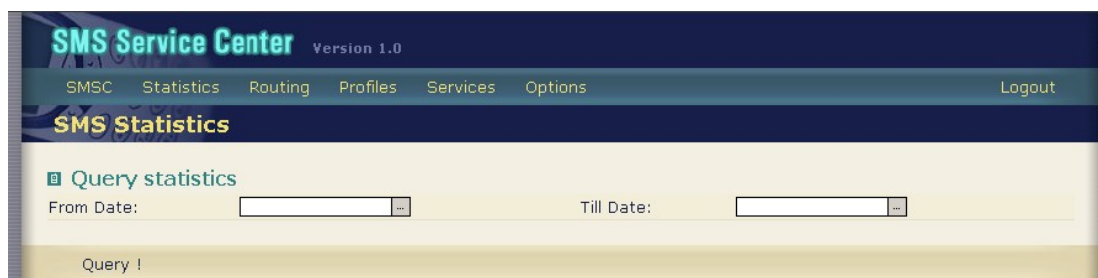 SMS Service Center Version 1.0
SMSC Statistics Routing Profiles Services Options Logout
SMS Statistics
Query statistics
From Date: ... Till Date: ...
Query !